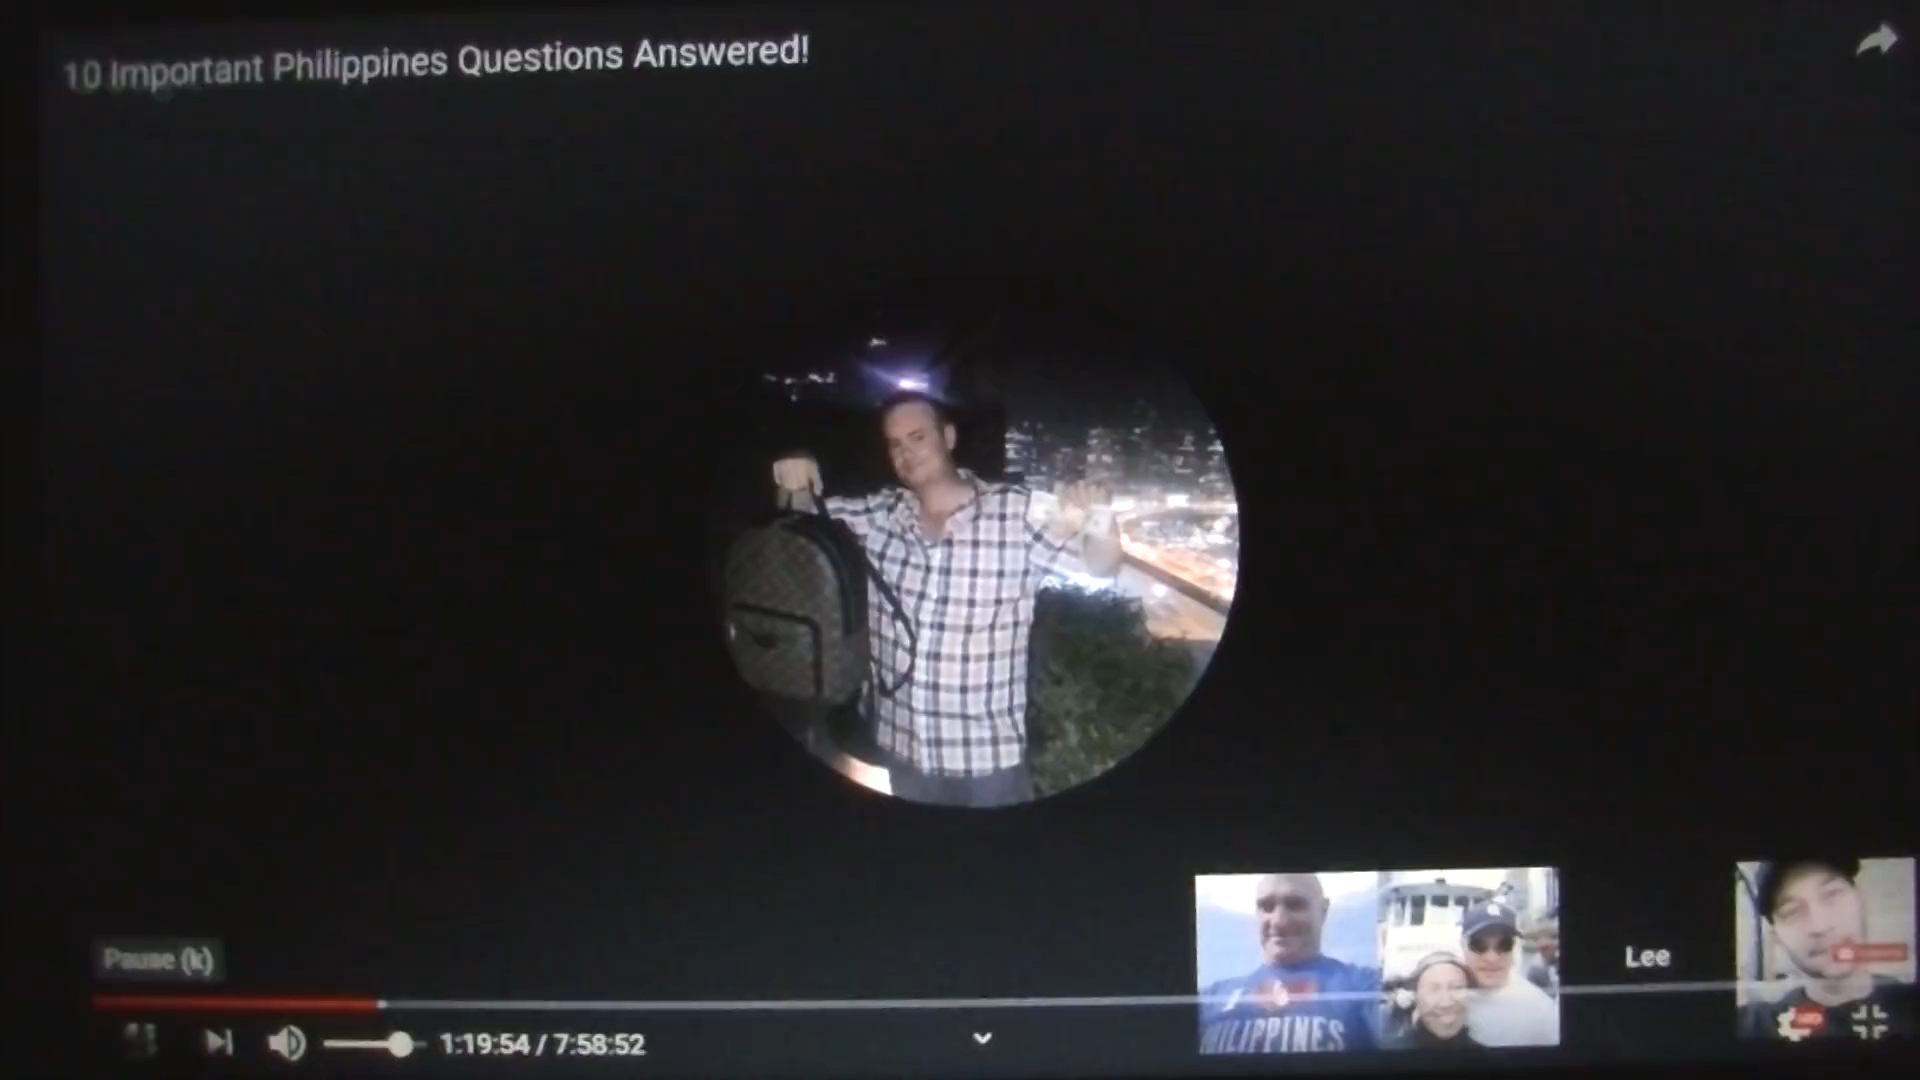 10 Important Philippines Questions Answered!
Pause (k)
Lee
1:19:54 / 7:58:52
PHILIPPINES